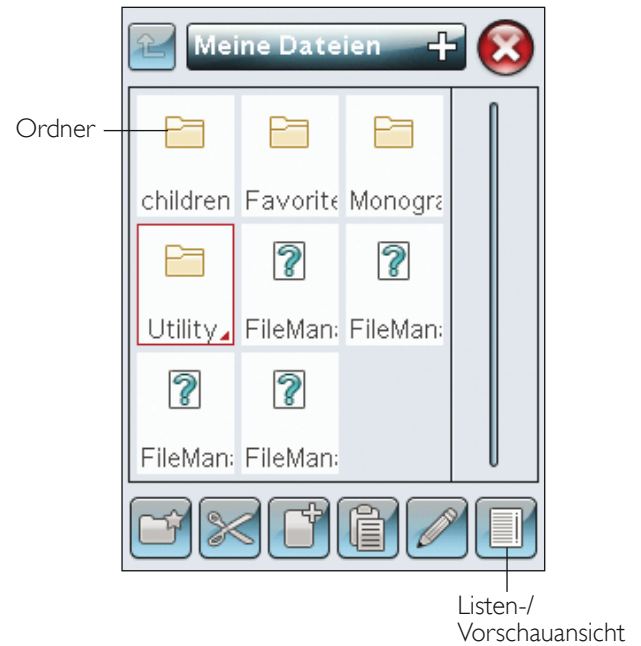 Meine Dateien
Ordner
children Favorite Monogra
Utility FileMan: FileMan:
FileMan: FileMan:
Listen-/
Vorschauansicht